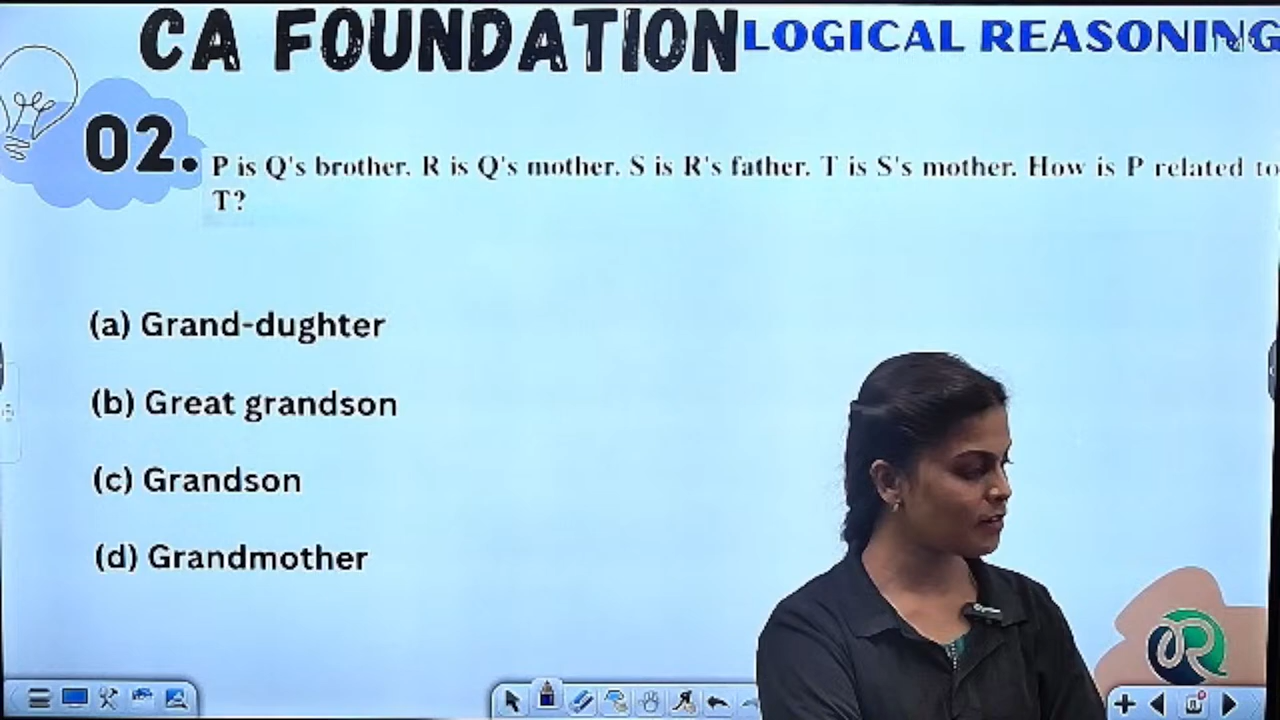 CA FOUNDATION LOGICAL REASONING
02. P is Q's brother. R is Q's mother. S is R's father. T is S's mother. How is P related to
T?
(a) Grand-dughter
(b) Great grandson
(c) Grandson
(d) Grandmother